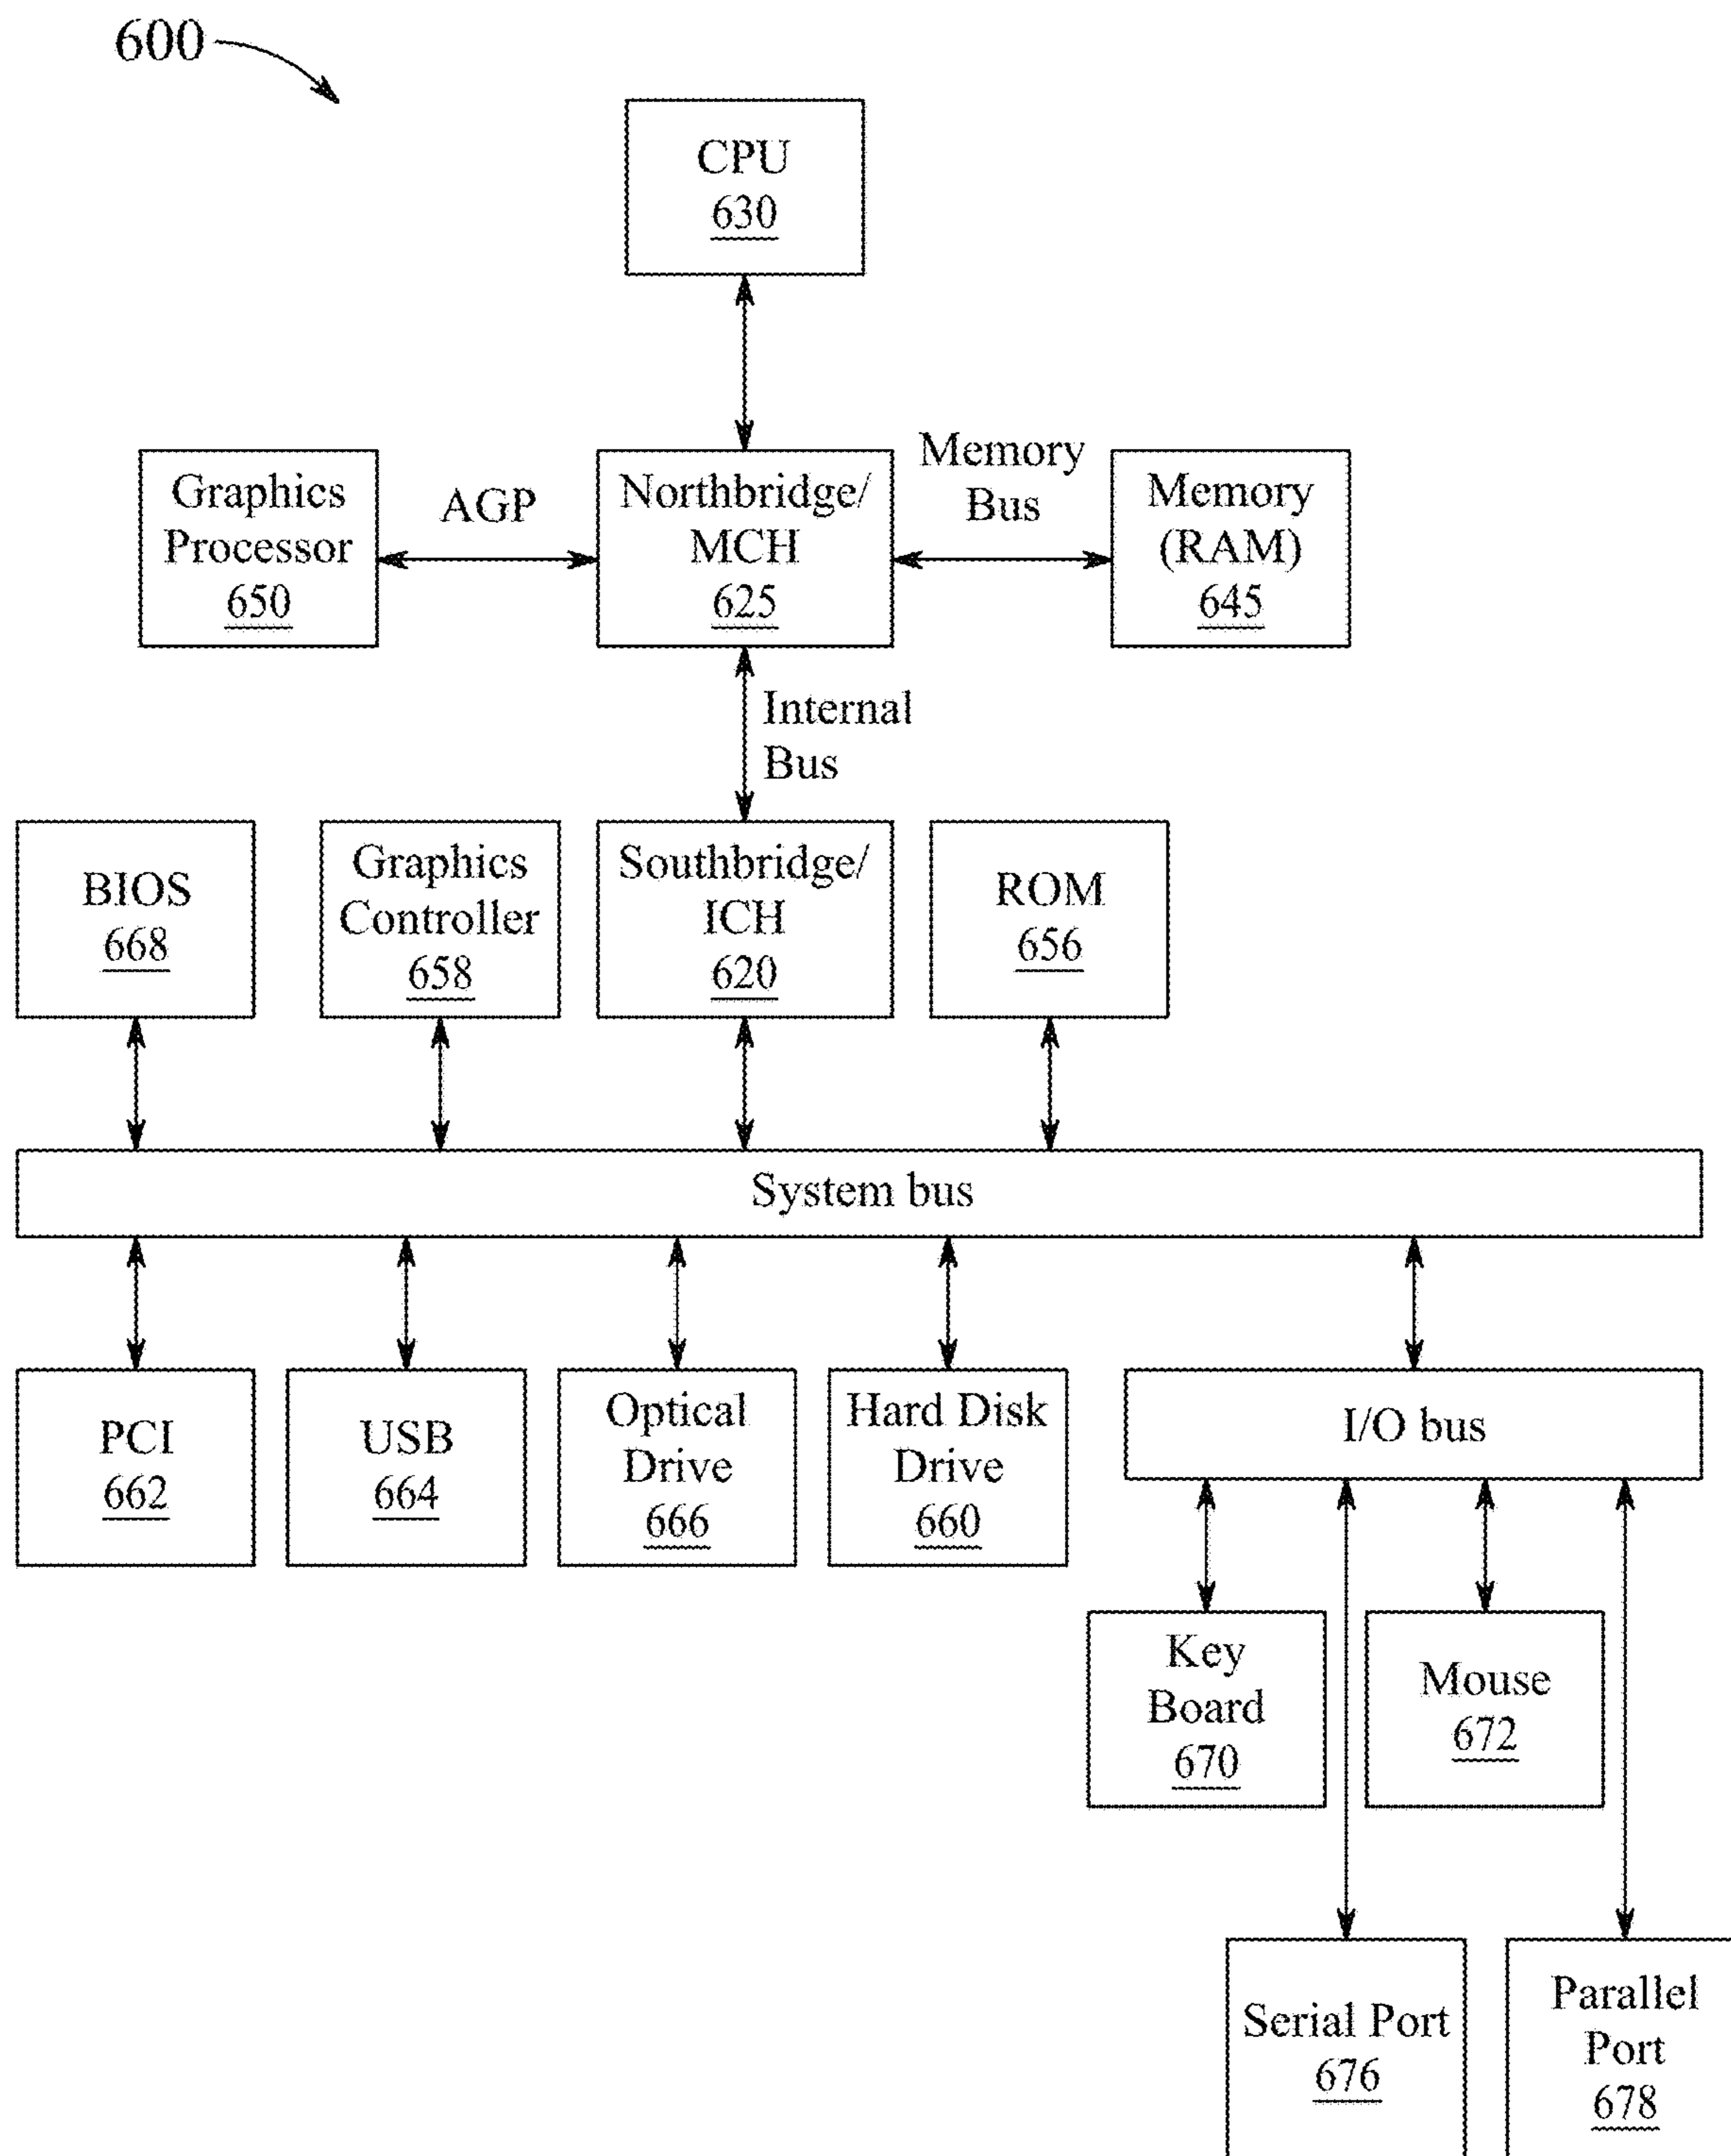 600
CPU
630
Graphics
Processor
650
AGP
Northbridge/
MCH
625
Memory
Bus
Memory
(RAM)
645
Internal
Bus
BIOS
668
Graphics
Controller
658
Southbridge/
ICH
620
ROM
656
System bus
PCI
662
USB
664
Optical
Drive
666
Hard Disk
Drive
660
I/O bus
Key
Board
670
Mouse
672
Serial Port
676
Parallel
Port
678